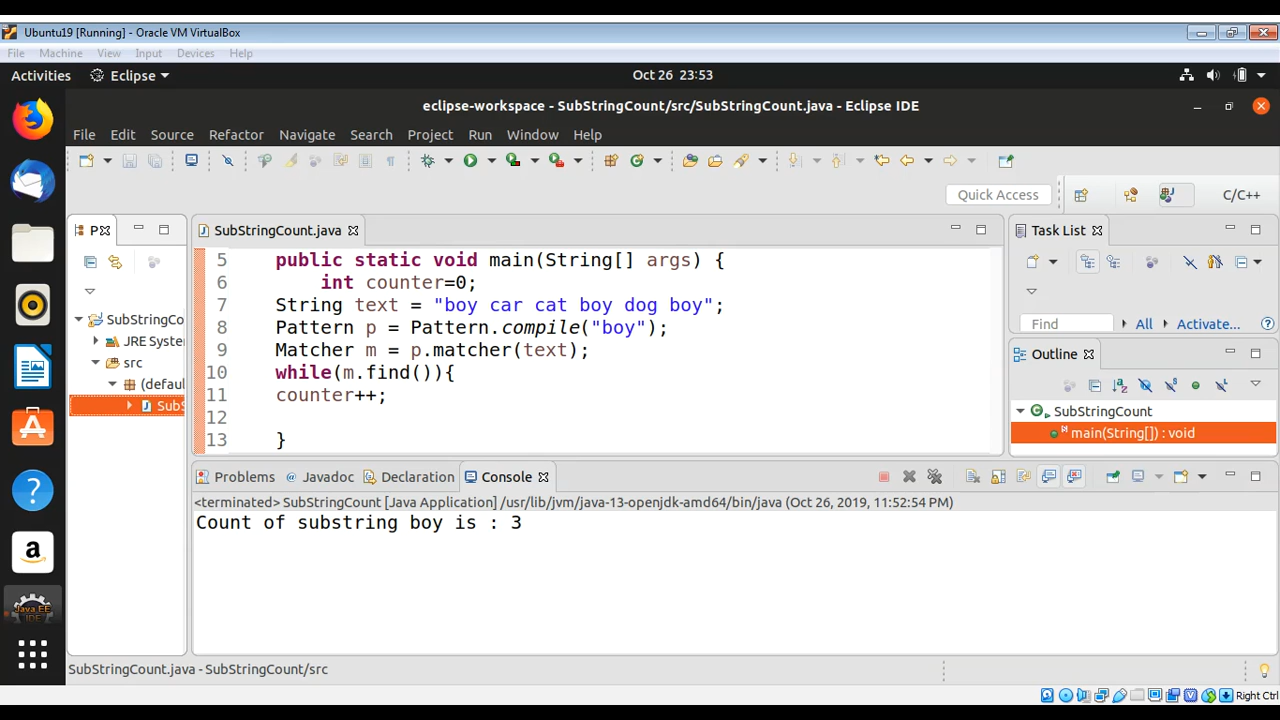 Ubuntu19 [Running] - Oracle VM VirtualBox
File Machine View Input Devices Help
Activities Eclipse Oct 26 23:53
eclipse-workspace - SubStringCount/src/SubStringCount.java - Eclipse IDE
File Edit Source Refactor Navigate Search Project Run Window Help
Quick Access C/C++
P
SubStringCo
JRE System
src
(defaul
SubS
SubStringCount.java
5 public static void main(String[] args) {
6 int counter=0;
7 String text = "boy car cat boy dog boy";
8 Pattern p = Pattern.compile("boy");
9 Matcher m = p.matcher(text);
10 while(m.find()){
11 counter++;
12
13 }
Task List
Find All Activate...
Outline
SubStringCount
main(String[]) : void
Problems Javadoc Declaration Console
<terminated> SubStringCount [Java Application] /usr/lib/jvm/java-13-openjdk-amd64/bin/java (Oct 26, 2019, 11:52:54 PM)
Count of substring boy is : 3
Java EE
IDE
SubStringCount.java - SubStringCount/src
Right Ctrl